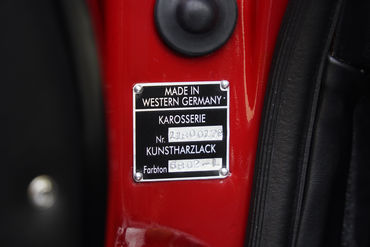 MADE IN
WESTERN GERMANY
KAROSSERIE
Nr.
KUNSTHARZLACK
Farbton